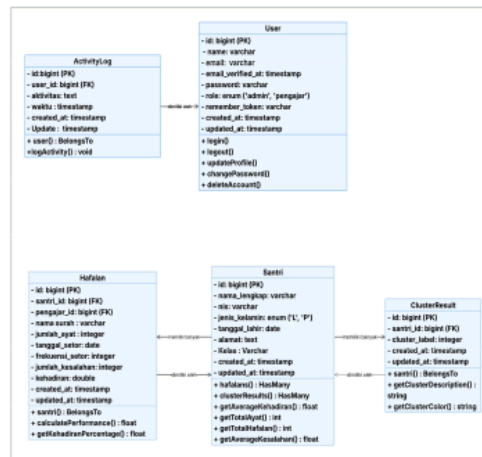 User
- id: bigint (PK)
- name: varchar
- email: varchar
- email_verified_at: timestamp
- password: varchar
- role: enum ('admin', 'pengajar')
- remember_token: varchar
- created_at: timestamp
- updated_at: timestamp
+ login()
+ logout()
+ updateProfile()
+ changePassword()
+ deleteAccount()
ActivityLog
- id:bigint (PK)
- user_id: bigint (FK)
- aktivitas: text
- waktu : timestamp
- created_at : timestamp
- Update : timestamp
+ user() : BelongsTo
+logActivity() : void
Hafalan
- id: bigint (PK)
- santri_id: bigint (FK)
- pengajar_id: bigint (FK)
- nama surah : varchar
- jumlah_ayat : integer
- tanggal_setor: date
- frekuensi_setor: integer
- jumlah_kesalahan: integer
- kehadiran: double
- created_at: timestamp
- updated_at: timestamp
+ santri() : BelongsTo
+ calculatePerformance() : float
+ getKehadiranPercentage() : float
Santri
- id: bigint (PK)
- nama_lengkap: varchar
- nis: varchar
- jenis_kelamin: enum ('L', 'P')
- tanggal_lahir: date
- alamat: text
- Kelas : Varchar
- created_at: timestamp
- updated_at: timestamp
+ hafalans() : HasMany
+ clusterResults() : HasMany
+ getAverageKehadiran() : float
+ getTotalAyat() : int
+ getTotalHafalan() : int
+ getAverageKesalahan() : float
ClusterResult
- id: bigint (PK)
- santri_id: bigint (FK)
- cluster_label: integer
- created_at: timestamp
- updated_at: timestamp
+ santri() : BelongsTo
+ getClusterDescription() :
string
+ getClusterColor() : string